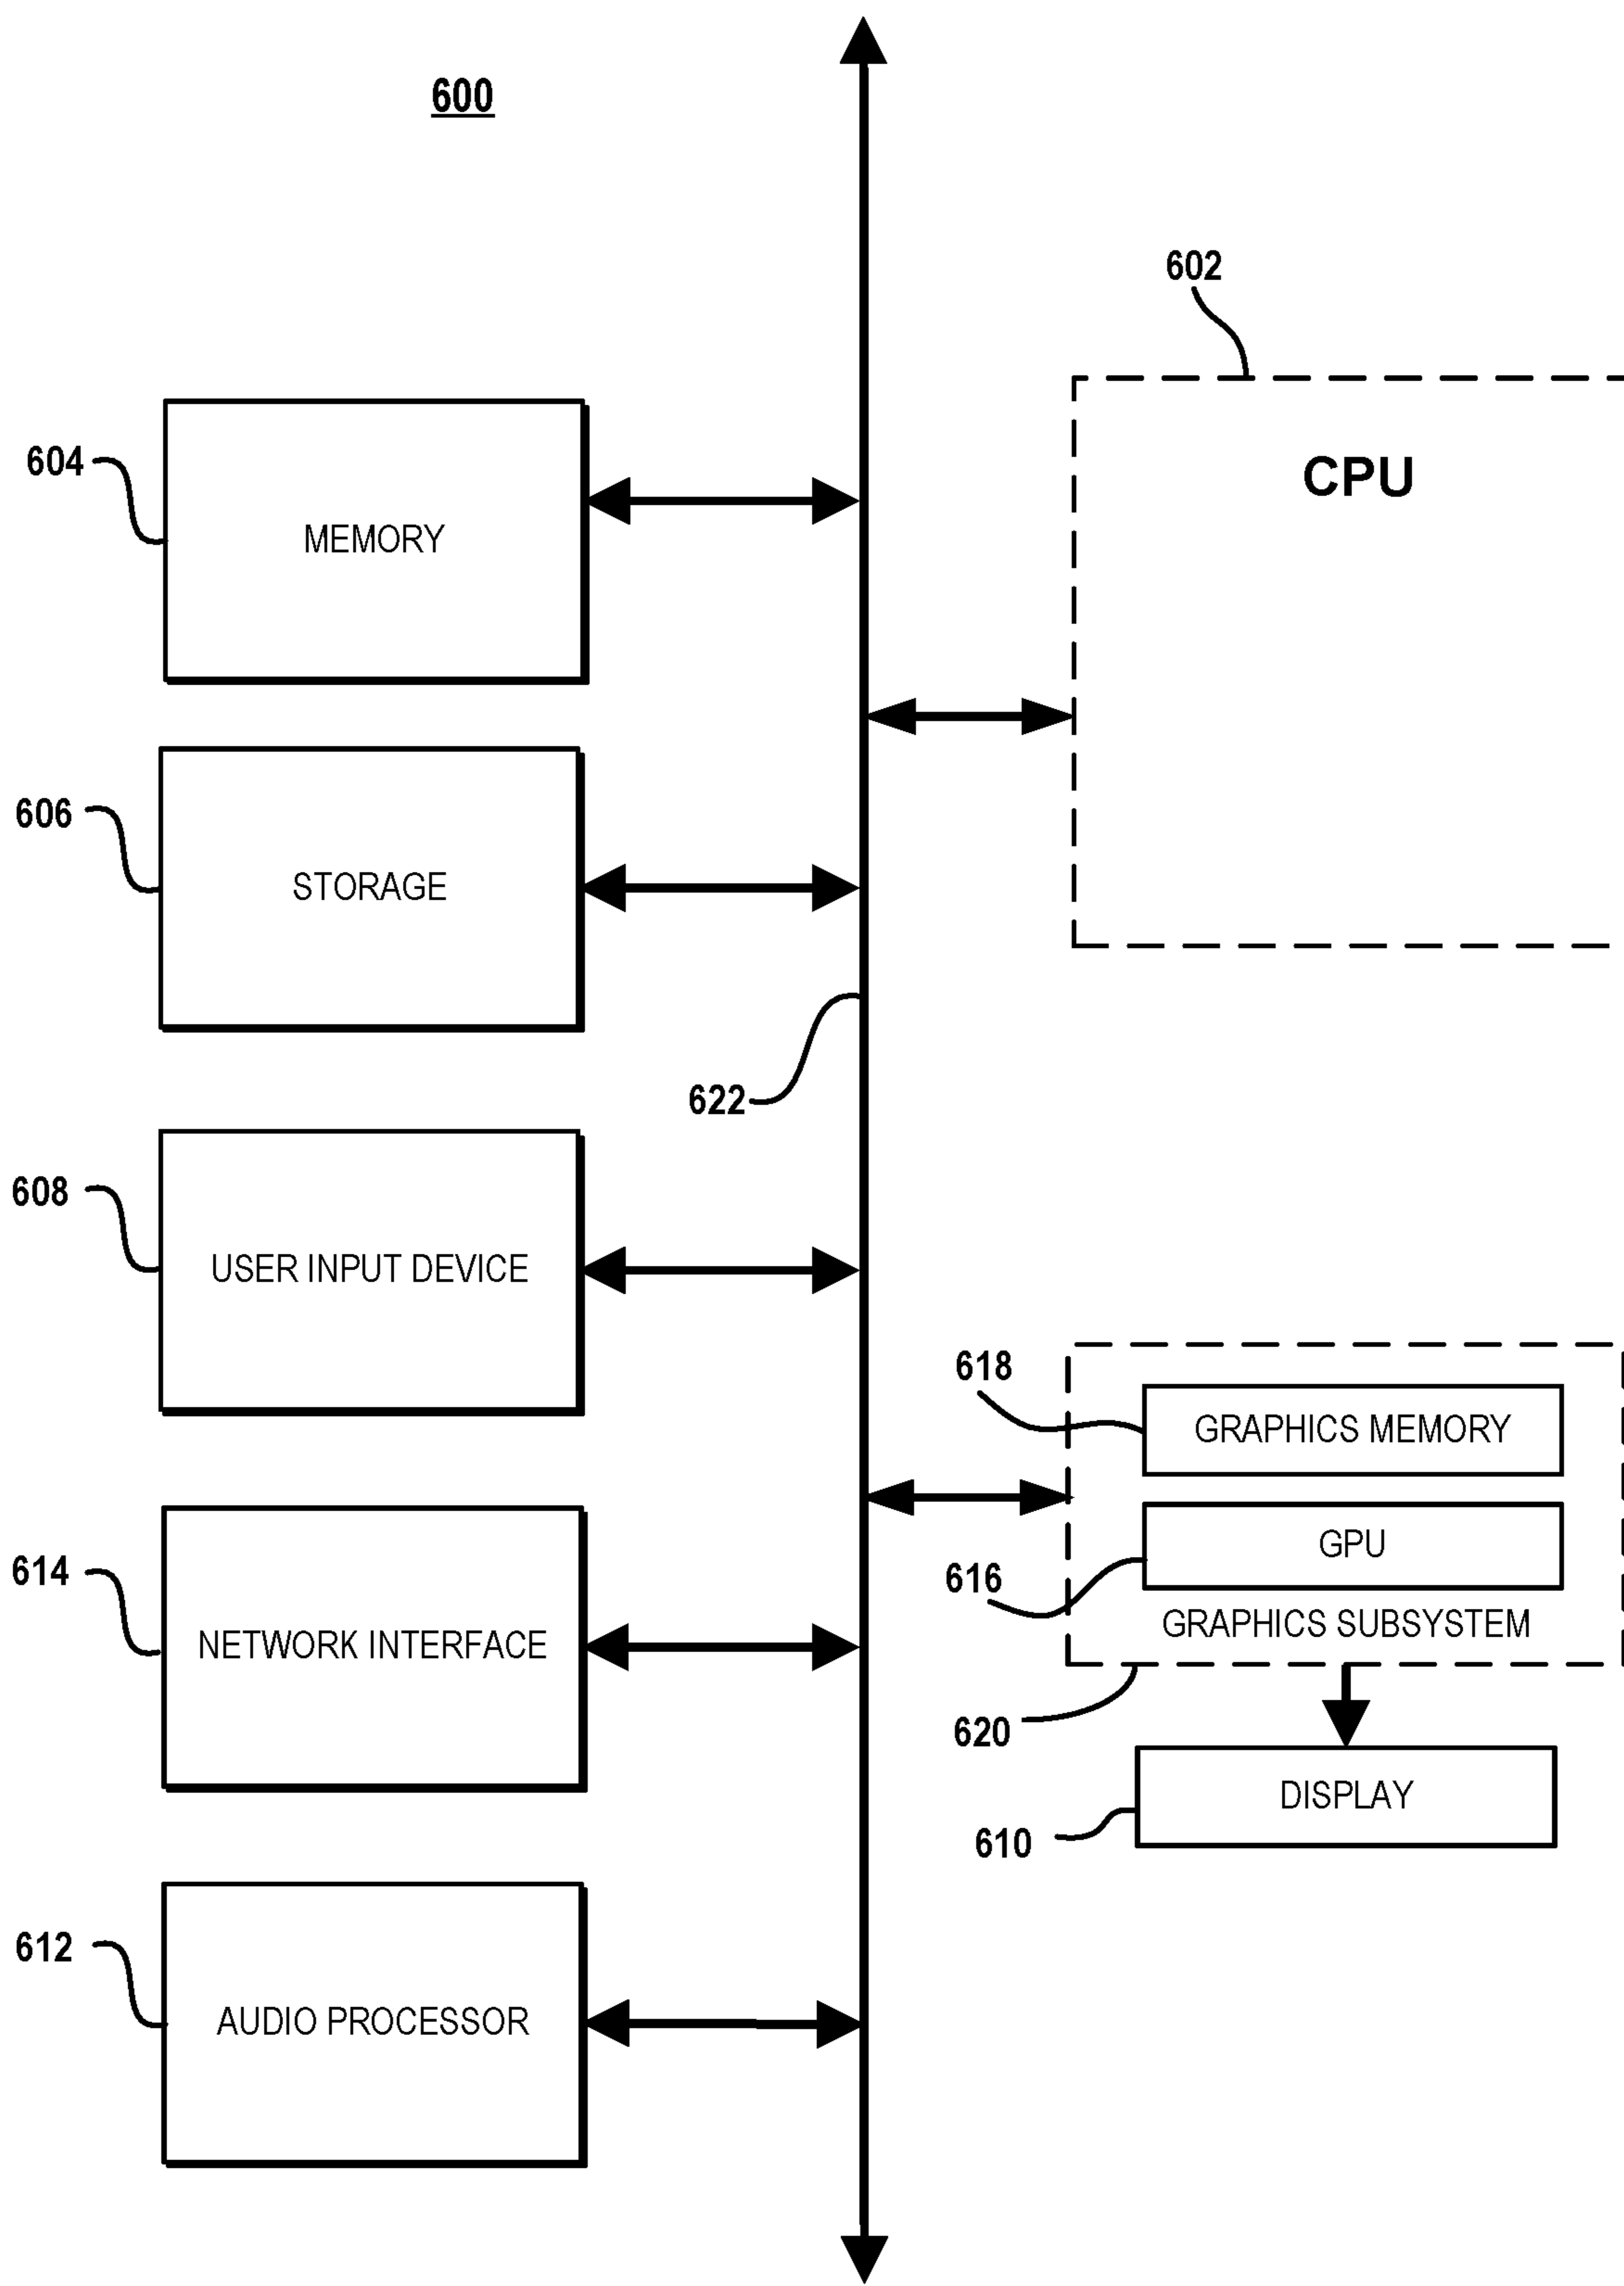 600
602
CPU
604
MEMORY
606
STORAGE
622
608
USER INPUT DEVICE
618
GRAPHICS MEMORY
616
GPU
GRAPHICS SUBSYSTEM
614
NETWORK INTERFACE
620
610
DISPLAY
612
AUDIO PROCESSOR